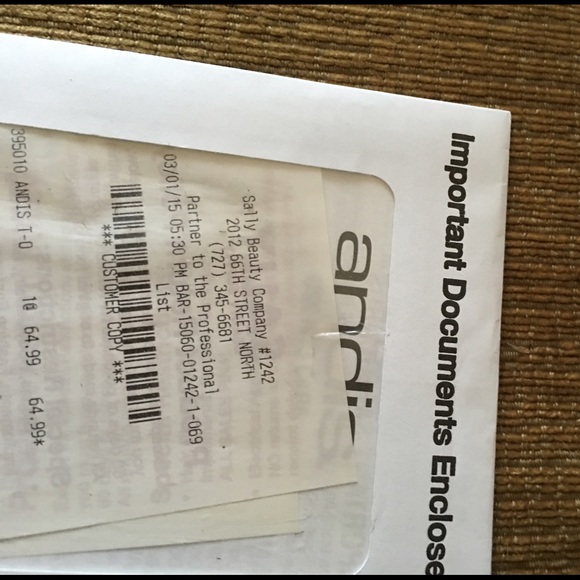 Important Documents Enclose
andis
Sally Beauty Company #1242
2012 66TH STREET NORTH
(727) 345-6681
Partner to the Professional
03/01/15 05:30 PM BAR-15060-01242-1-069
List
*** CUSTOMER COPY ***
395010 ANDIS T-O 1@ 64.99 64.99*